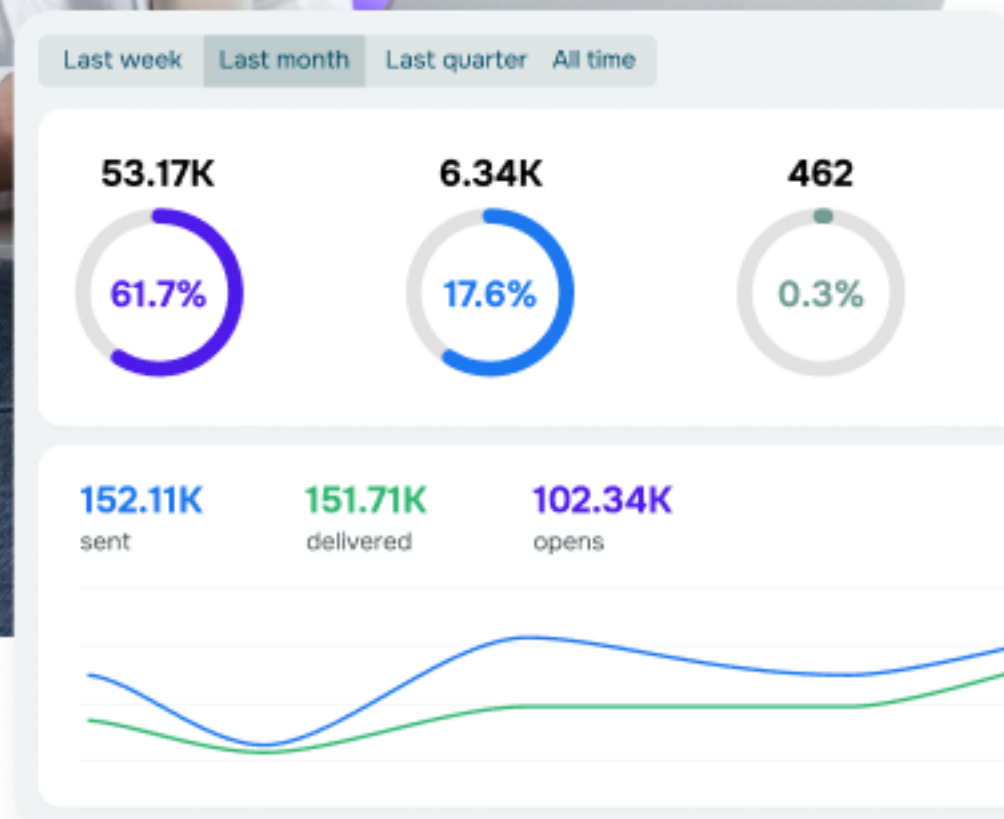 Last week Last month Last quarter All time
53.17K 6.34K 462
61.7% 17.6% 0.3%
152.11K 151.71K 102.34K
sent delivered opens